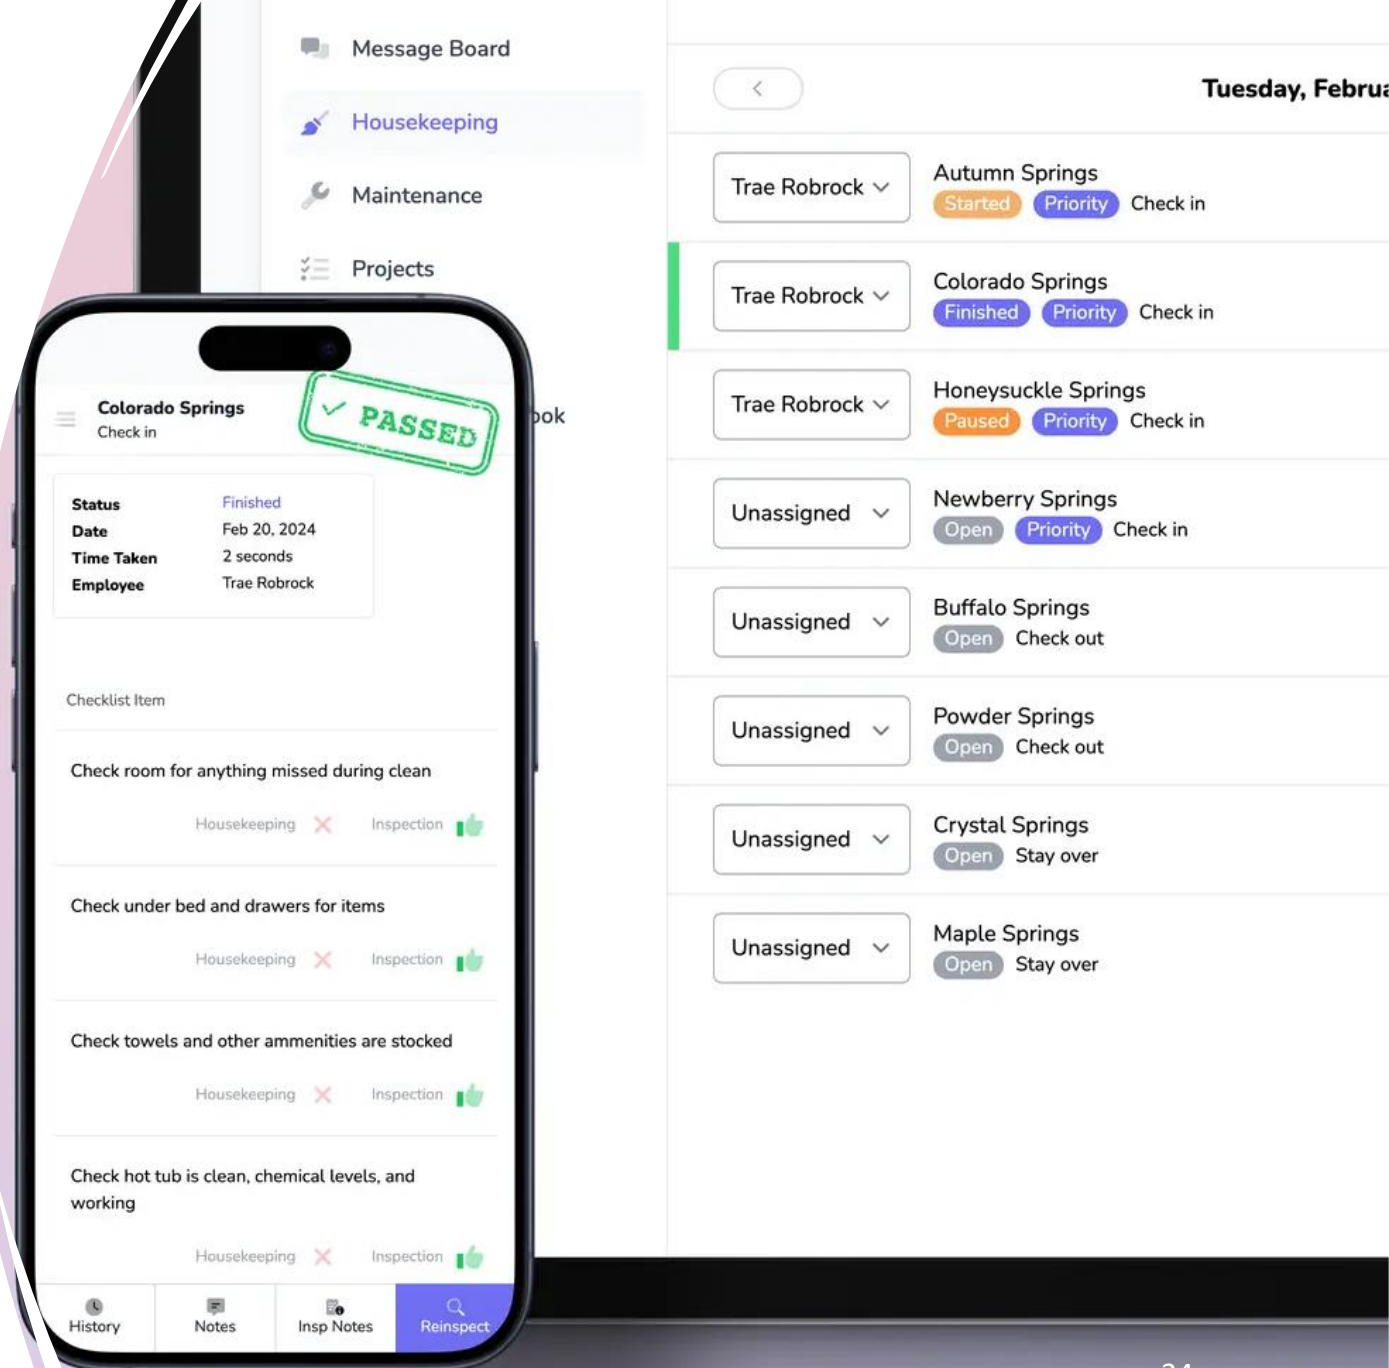 Message Board
Housekeeping
Maintenance
Projects
Tuesday, Februa
Trae Robrock
Autumn Springs
Started Priority Check in
Trae Robrock
Colorado Springs
Finished Priority Check in
Trae Robrock
Honeysuckle Springs
Paused Priority Check in
Unassigned
Newberry Springs
Open Priority Check in
Unassigned
Buffalo Springs
Open Check out
Unassigned
Powder Springs
Open Check out
Unassigned
Crystal Springs
Open Stay over
Unassigned
Maple Springs
Open Stay over
ook
Colorado Springs
Check in
PASSED
Status Finished
Date Feb 20, 2024
Time Taken 2 seconds
Employee Trae Robrock
Checklist Item
Check room for anything missed during clean
Housekeeping Inspection
Check under bed and drawers for items
Housekeeping Inspection
Check towels and other ammenities are stocked
Housekeeping Inspection
Check hot tub is clean, chemical levels, and
working
Housekeeping Inspection
History Notes Insp Notes Reinspect